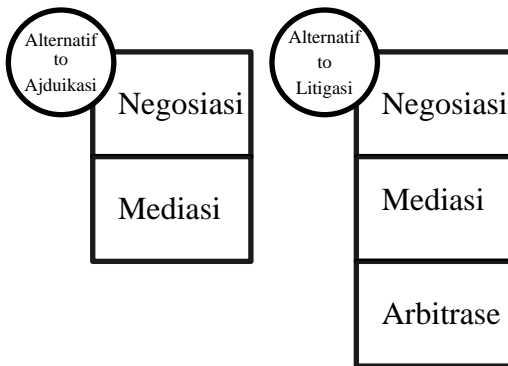 Alternatif
to
Ajduikasi
Negosiasi
Mediasi
Alternatif
to
Litigasi
Negosiasi
Mediasi
Arbitrase